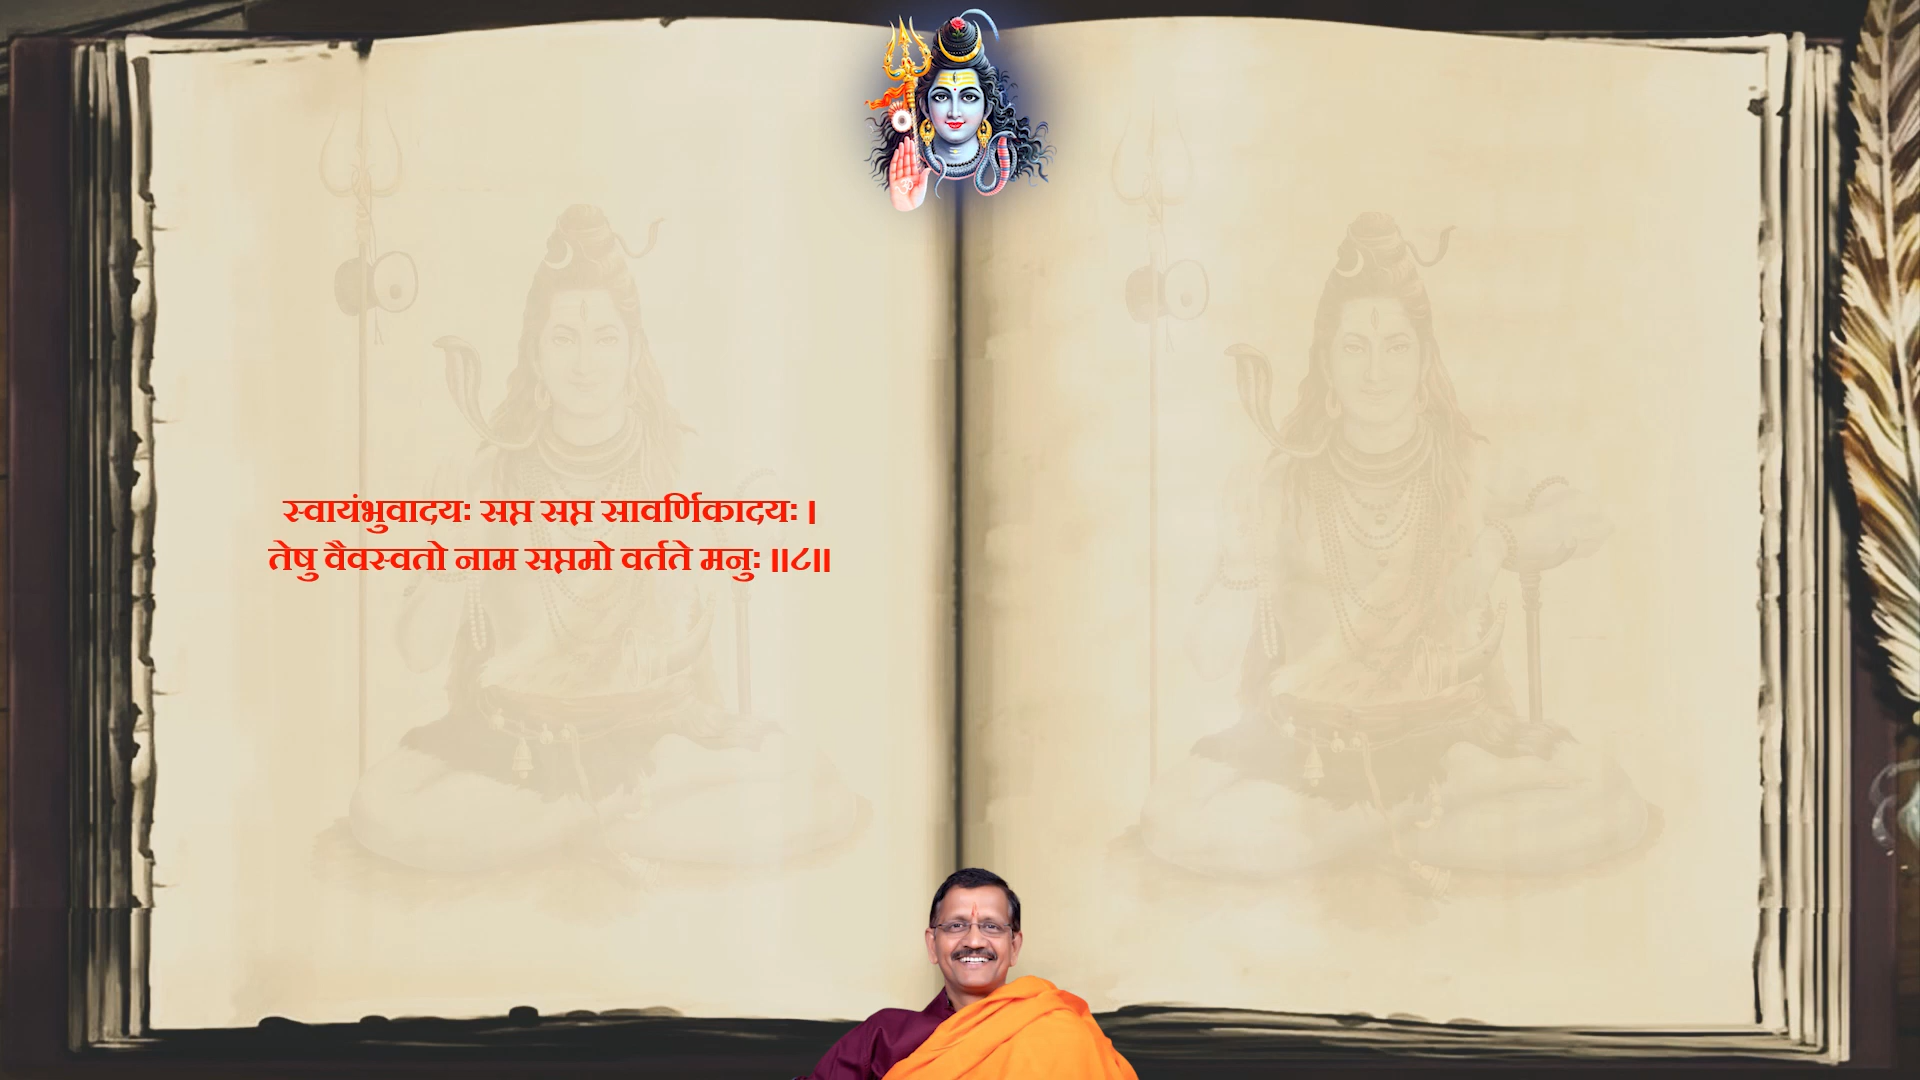 स्वायंभुवादयः सप्त सप्त सावर्णिकादयः ।
तेषु वैवस्वतो नाम सप्तमो वर्तते मनुः ॥८॥